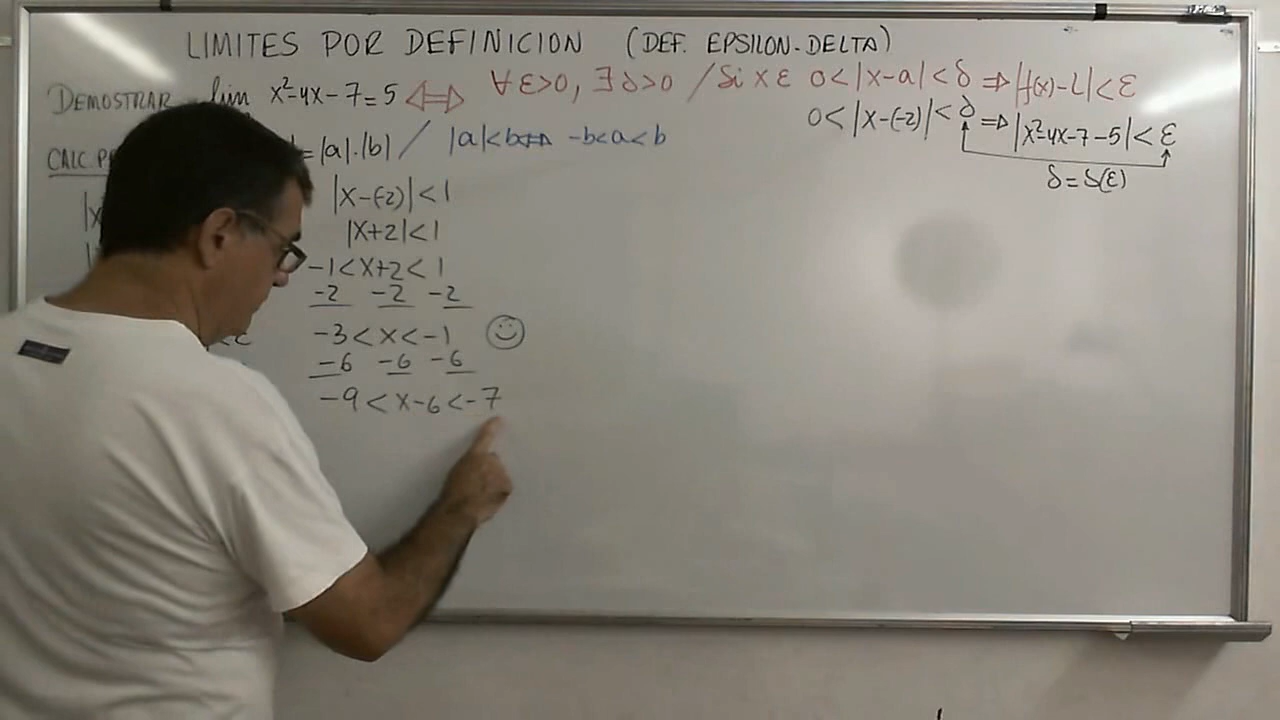 LIMITES POR DEFINICION (DEF. EPSILON-DELTA)
DEMOSTRAR lim x²-4x-7=5 ⇔ ∀ε>0, ∃δ>0 / Si x ε 0<|x-a|<δ ⇒ |f(x)-L|<ε
0<|x-(-2)|<δ ⇒ |x²-4x-7-5|<ε
δ=δ(ε)
CALC. =|a|.|b| / |a|<b ⇔ -b<a<b
|x-(-2)|<1
|x+2|<1
-1<x+2<1
-2 -2 -2
-3<x<-1
-6 -6 -6
-9<x-6<-7